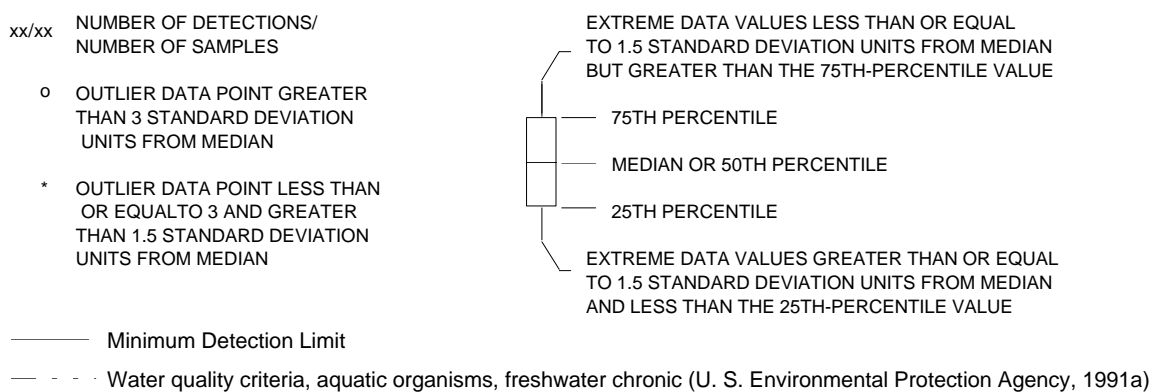 xx/xx NUMBER OF DETECTIONS/
NUMBER OF SAMPLES
o OUTLIER DATA POINT GREATER
THAN 3 STANDARD DEVIATION
UNITS FROM MEDIAN
* OUTLIER DATA POINT LESS THAN
OR EQUALTO 3 AND GREATER
THAN 1.5 STANDARD DEVIATION
UNITS FROM MEDIAN
EXTREME DATA VALUES LESS THAN OR EQUAL
TO 1.5 STANDARD DEVIATION UNITS FROM MEDIAN
BUT GREATER THAN THE 75TH-PERCENTILE VALUE
75TH PERCENTILE
MEDIAN OR 50TH PERCENTILE
25TH PERCENTILE
EXTREME DATA VALUES GREATER THAN OR EQUAL
TO 1.5 STANDARD DEVIATION UNITS FROM MEDIAN
AND LESS THAN THE 25TH-PERCENTILE VALUE
Minimum Detection Limit
Water quality criteria, aquatic organisms, freshwater chronic (U. S. Environmental Protection Agency, 1991a)